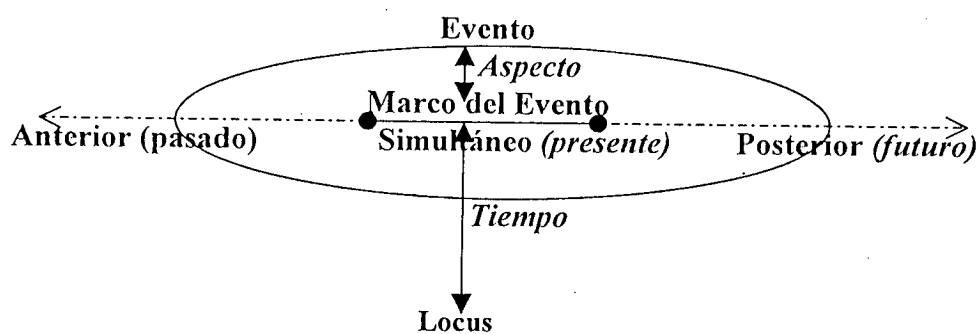 Evento
Aspecto
Marco del Evento
Anterior (pasado) Simultáneo (presente) Posterior (futuro)
Tiempo
Locus